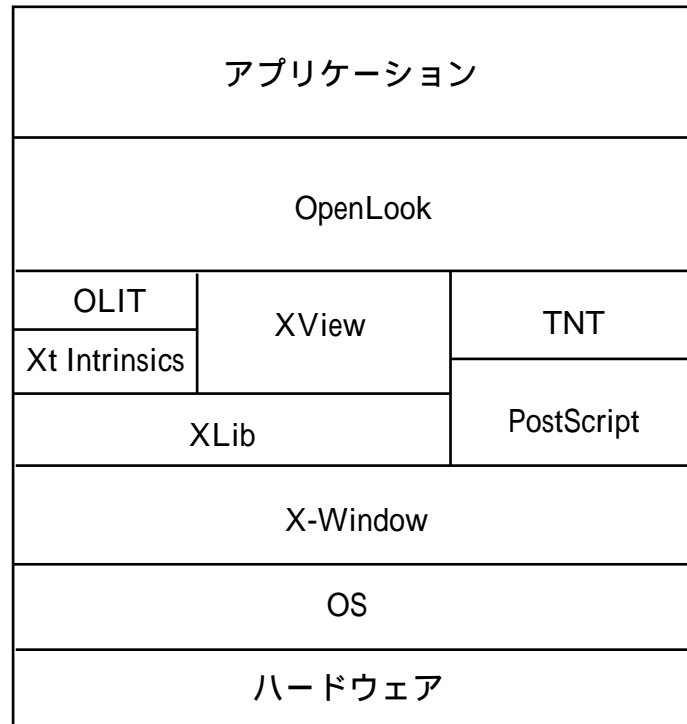 アプリケーション
OpenLook
OLIT
XView
TNT
Xt Intrinsics
XLib
PostScript
X-Window
OS
ハードウェア